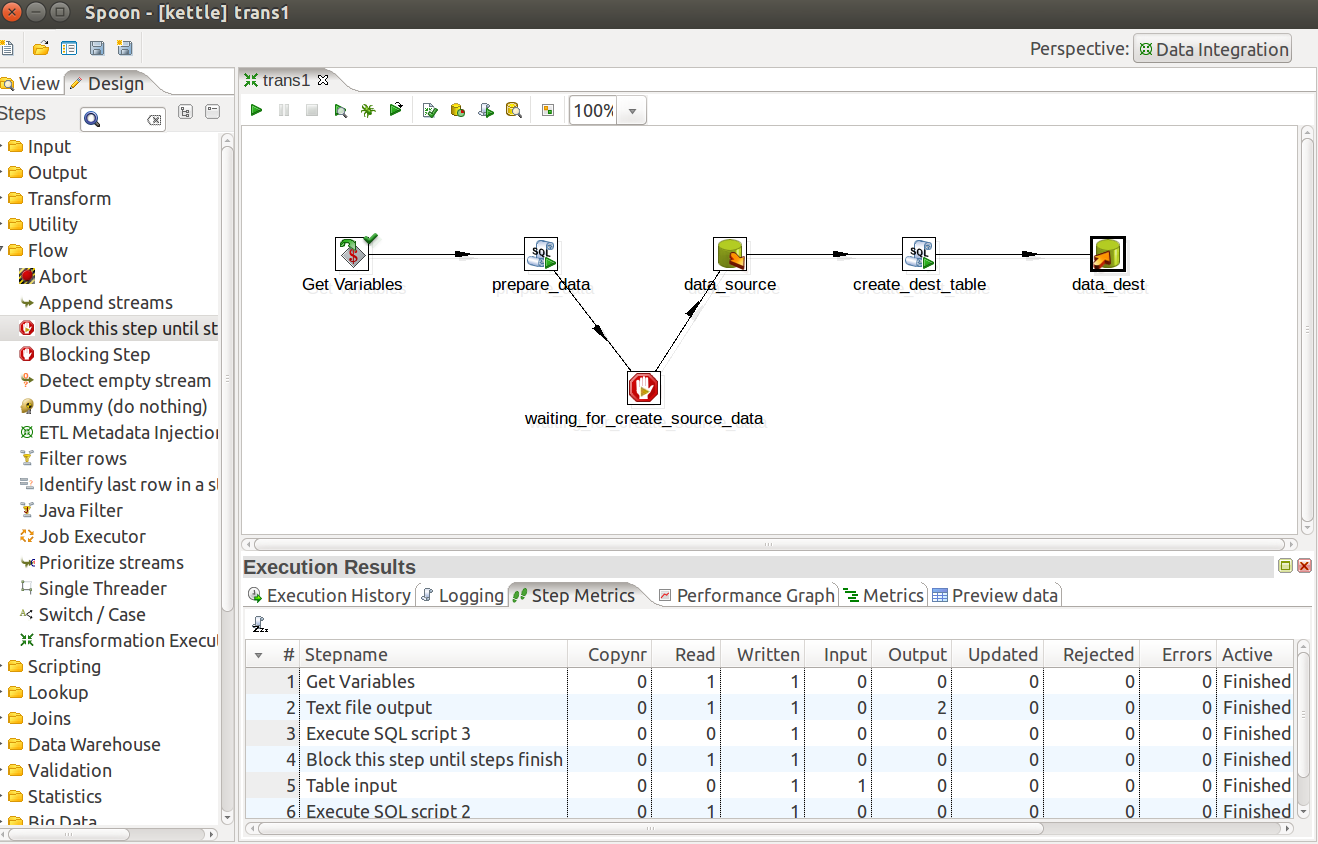 Spoon - [kettle] trans1
Perspective: Data Integration
View Design
trans1
Steps
100%
Input
Output
Transform
Utility
Flow
Abort
Append streams
Block this step until st
Blocking Step
Detect empty stream
Dummy (do nothing)
ETL Metadata Injection
Filter rows
Identify last row in a st
Java Filter
Job Executor
Prioritize streams
Single Threader
Switch / Case
Transformation Execut
Scripting
Lookup
Joins
Data Warehouse
Validation
Statistics
Big Data
Get Variables
prepare_data
data_source
create_dest_table
data_dest
waiting_for_create_source_data
Execution Results
Execution History Logging Step Metrics Performance Graph Metrics Preview data
# Stepname Copynr Read Written Input Output Updated Rejected Errors Active
1 Get Variables 0 1 1 0 0 0 0 0 Finished
2 Text file output 0 1 1 0 2 0 0 0 Finished
3 Execute SQL script 3 0 0 1 0 0 0 0 0 Finished
4 Block this step until steps finish 0 1 1 0 0 0 0 0 Finished
5 Table input 0 0 1 1 0 0 0 0 Finished
6 Execute SQL script 2 0 1 1 0 0 0 0 0 Finished